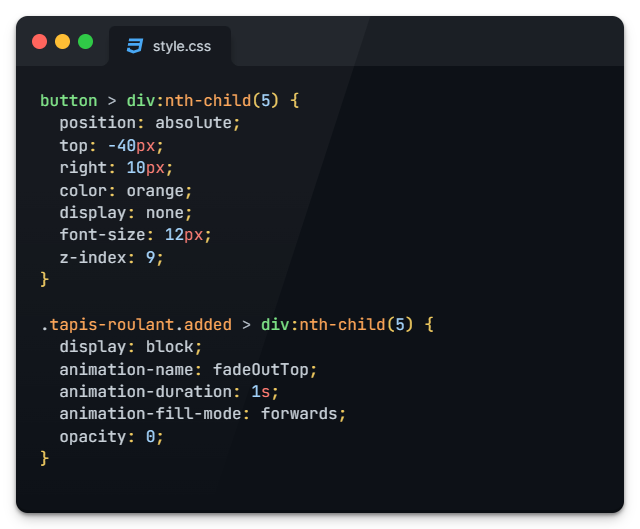 style.css
button > div:nth-child(5) {
  position: absolute;
  top: -40px;
  right: 10px;
  color: orange;
  display: none;
  font-size: 12px;
  z-index: 9;
}
.tapis-roulant.added > div:nth-child(5) {
  display: block;
  animation-name: fadeOutTop;
  animation-duration: 1s;
  animation-fill-mode: forwards;
  opacity: 0;
}